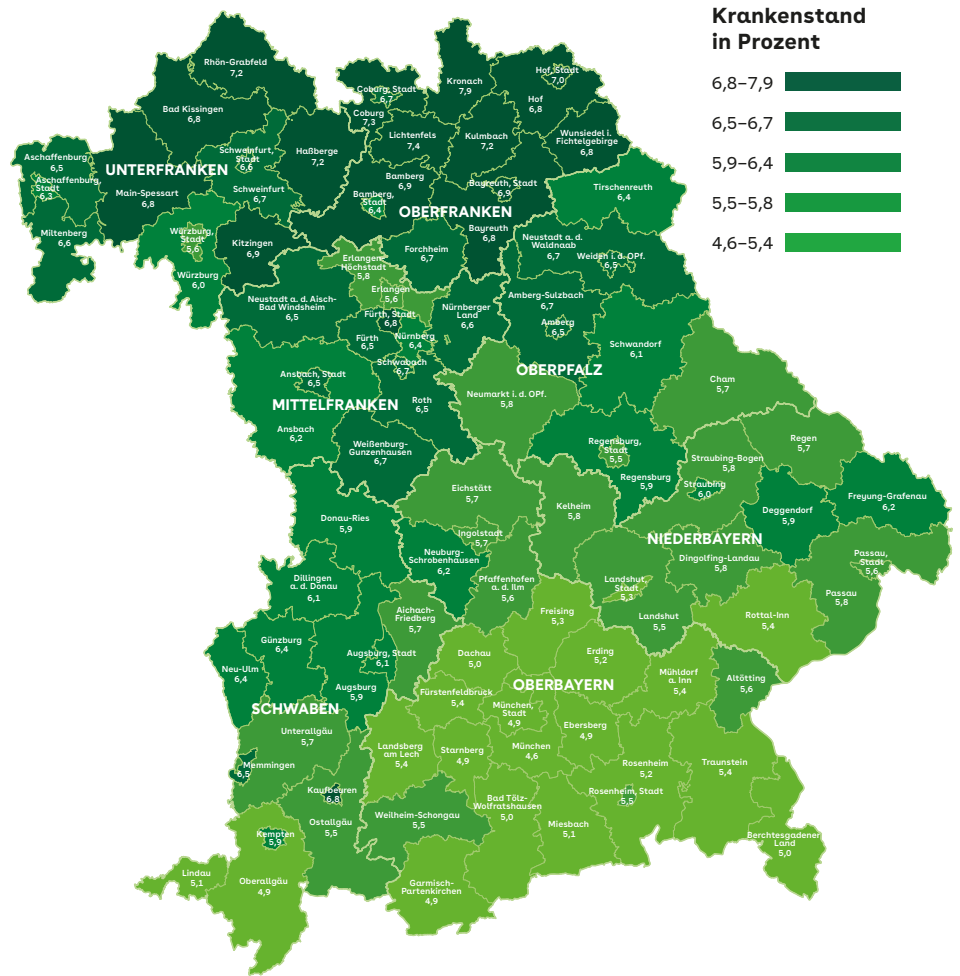 Krankenstand
in Prozent
6,8–7,9
6,5–6,7
5,9–6,4
5,5–5,8
4,6–5,4
UNTERFRANKEN
Rhön-Grabfeld
7,2
Bad Kissingen
6,8
Haßberge
7,2
Schweinfurt,
Stadt
6,6
Schweinfurt
6,7
Aschaffenburg
6,5
Aschaffenburg
Stadt
6,3
Main-Spessart
6,8
Miltenberg
6,6
Würzburg,
Stadt
5,6
Würzburg
6,0
Kitzingen
6,9
OBERFRANKEN
Coburg, Stadt
6,7
Coburg
7,3
Kronach
7,9
Hof, Stadt
7,0
Hof
6,8
Lichtenfels
7,4
Kulmbach
7,2
Wunsiedel i.
Fichtelgebirge
6,8
Bamberg
6,9
Bamberg,
Stadt
6,4
Bayreuth, Stadt
6,9
Bayreuth
6,8
Forchheim
6,7
MITTELFRANKEN
Erlangen-
Höchstadt
5,8
Erlangen
5,6
Neustadt a. d. Aisch-
Bad Windsheim
6,5
Fürth, Stadt
6,8
Fürth
6,5
Nürnberg
6,4
Nürnberger
Land
6,6
Schwabach
6,7
Ansbach, Stadt
6,5
Ansbach
6,2
Roth
6,5
Weißenburg-
Gunzenhausen
6,7
OBERPFALZ
Tirschenreuth
6,4
Neustadt a. d.
Waldnaab
6,7
Weiden i. d. OPf.
6,5
Amberg-Sulzbach
6,7
Amberg
6,5
Schwandorf
6,1
Neumarkt i. d. OPf.
5,8
Cham
5,7
Regensburg,
Stadt
5,5
Regensburg
5,9
NIEDERBAYERN
Regen
5,7
Straubing-Bogen
5,8
Straubing
6,0
Deggendorf
5,9
Freyung-Grafenau
6,2
Kelheim
5,8
Dingolfing-Landau
5,8
Passau,
Stadt
5,6
Passau
5,8
Landshut,
Stadt
5,3
Landshut
5,5
Rottal-Inn
5,4
SCHWABEN
Donau-Ries
5,9
Dillingen
a. d. Donau
6,1
Aichach-
Friedberg
5,7
Günzburg
6,4
Neu-Ulm
6,4
Augsburg, Stadt
6,1
Augsburg
5,9
Unterallgäu
5,7
Memmingen
6,5
Kaufbeuren
6,8
Ostallgäu
5,5
Kempten
5,9
Lindau
5,1
Oberallgäu
4,9
OBERBAYERN
Eichstätt
5,7
Ingolstadt
5,7
Neuburg-
Schrobenhausen
6,2
Pfaffenhofen
a. d. Ilm
5,6
Freising
5,3
Dachau
5,0
Erding
5,2
Mühldorf
a. Inn
5,4
Altötting
5,6
Fürstenfeldbruck
5,4
München,
Stadt
4,9
Ebersberg
4,9
Landsberg
am Lech
5,4
Starnberg
4,9
München
4,6
Rosenheim
5,2
Rosenheim, Stadt
5,5
Traunstein
5,4
Weilheim-Schongau
5,5
Bad Tölz-
Wolfratshausen
5,0
Miesbach
5,1
Berchtesgadener
Land
5,0
Garmisch-
Partenkirchen
4,9